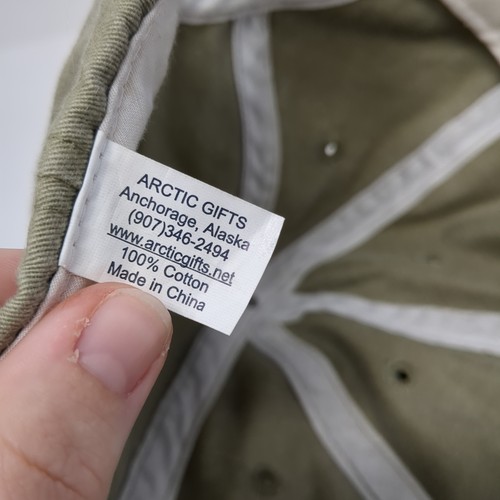 ARCTIC GIFTS
Anchorage, Alaska
(907)346-2494
www.arcticgifts.net
100% Cotton
Made in China